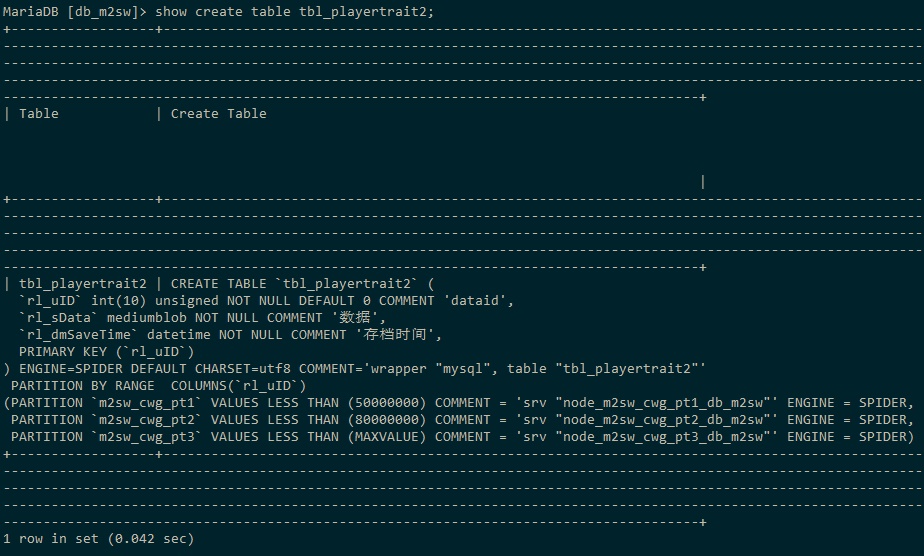 MariaDB [db_m2sw]> show create table tbl_playertrait2;
| Table | Create Table
|
| tbl_playertrait2 | CREATE TABLE `tbl_playertrait2` (
`rl_uID` int(10) unsigned NOT NULL DEFAULT 0 COMMENT 'dataid',
`rl_sData` mediumblob NOT NULL COMMENT '数据',
`rl_dmSaveTime` datetime NOT NULL COMMENT '存档时间',
PRIMARY KEY (`rl_uID`)
) ENGINE=SPIDER DEFAULT CHARSET=utf8 COMMENT='wrapper "mysql", table "tbl_playertrait2"'
PARTITION BY RANGE  COLUMNS(`rl_uID`)
(PARTITION `m2sw_cwg_pt1` VALUES LESS THAN (50000000) COMMENT = 'srv "node_m2sw_cwg_pt1_db_m2sw"' ENGINE = SPIDER,
PARTITION `m2sw_cwg_pt2` VALUES LESS THAN (80000000) COMMENT = 'srv "node_m2sw_cwg_pt2_db_m2sw"' ENGINE = SPIDER,
PARTITION `m2sw_cwg_pt3` VALUES LESS THAN (MAXVALUE) COMMENT = 'srv "node_m2sw_cwg_pt3_db_m2sw"' ENGINE = SPIDER)
1 row in set (0.042 sec)